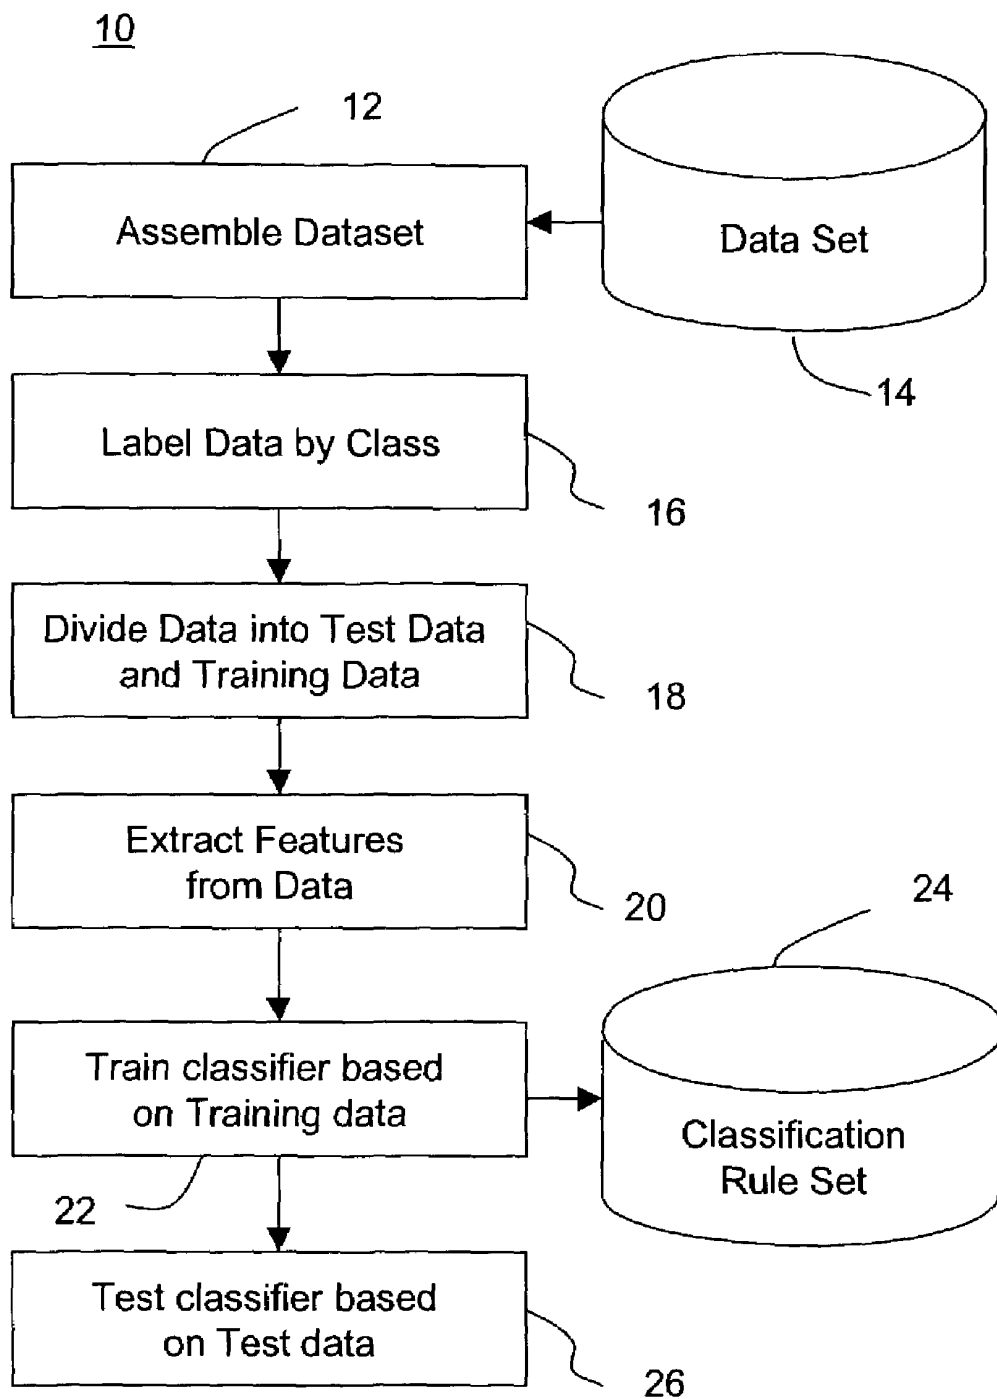 10
12
Assemble Dataset
Data Set
14
Label Data by Class
16
Divide Data into Test Data
and Training Data
18
Extract Features
from Data
20
24
Train classifier based
on Training data
Classification
Rule Set
22
Test classifier based
on Test data
26